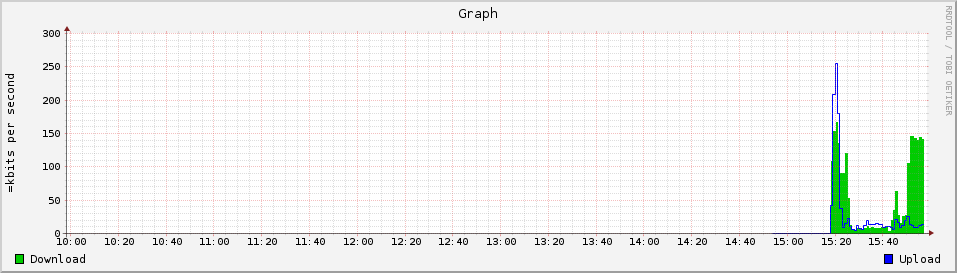 Graph
RRDTOOL / TOBI OETIKER
=kbits per second
300
250
200
150
100
50
0
10:00 10:20 10:40 11:00 11:20 11:40 12:00 12:20 12:40 13:00 13:20 13:40 14:00 14:20 14:40 15:00 15:20 15:40
Download Upload